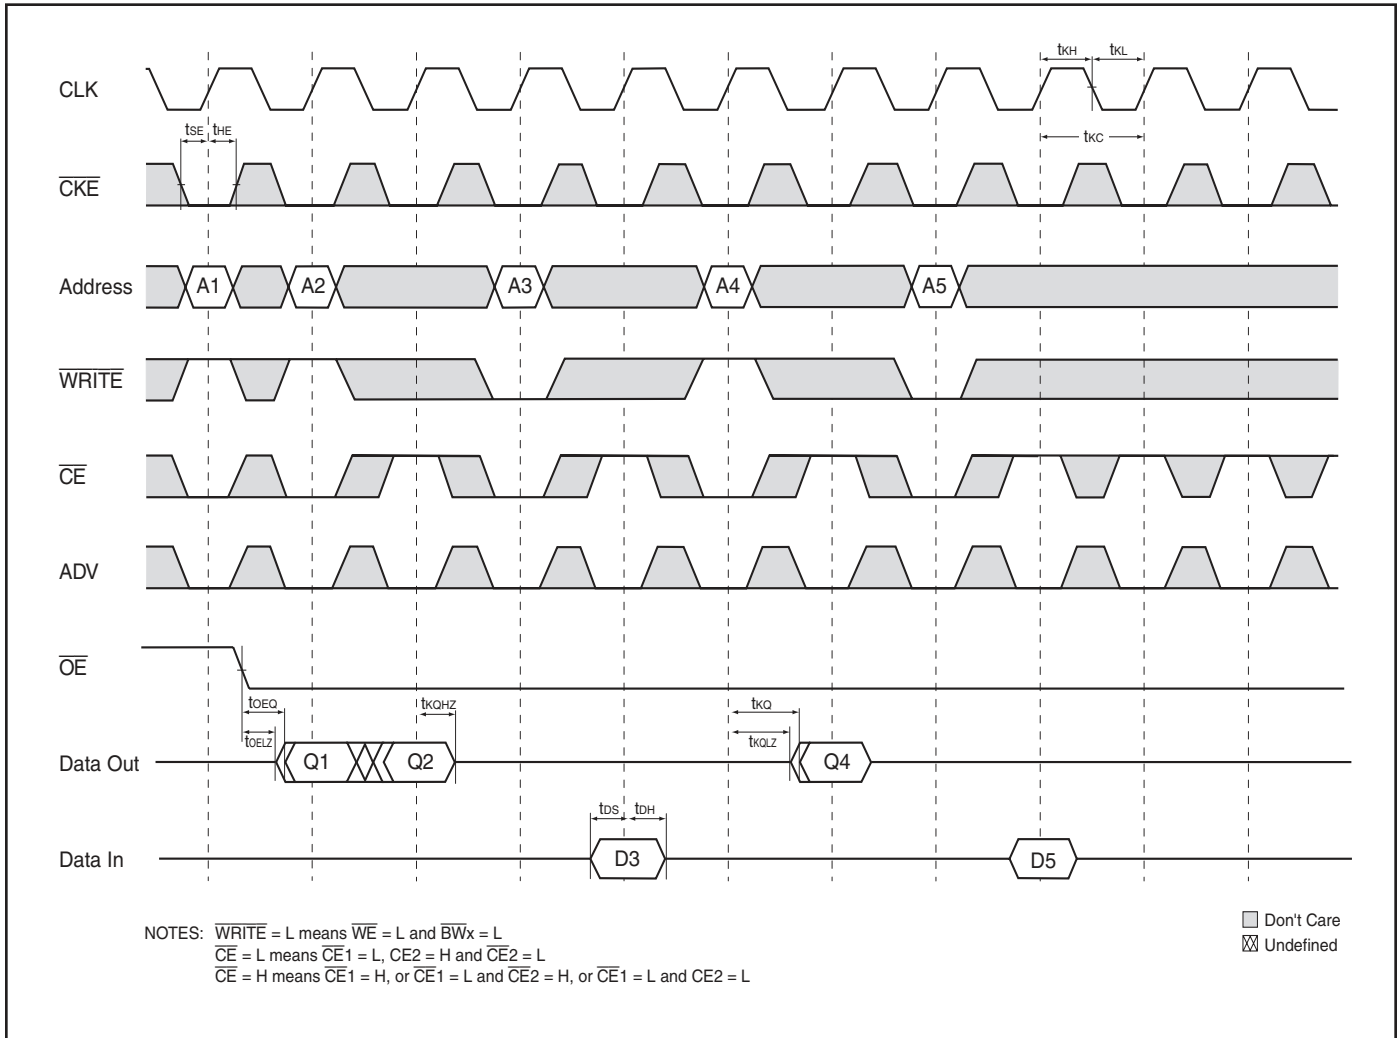 tKH tKL
CLK
tSE tHE
tKC
CKE
Address A1 A2 A3 A4 A5
WRITE
CE
ADV
OE
tOEQ tKQHZ tKQ
tOELZ tKQLZ
Data Out Q1 Q2 Q4
tDS tDH
Data In D3 D5
NOTES: WRITE = L means WE = L and BWx = L
CE = L means CE1 = L, CE2 = H and CE2 = L
CE = H means CE1 = H, or CE1 = L and CE2 = H, or CE1 = L and CE2 = L
Don't Care
Undefined